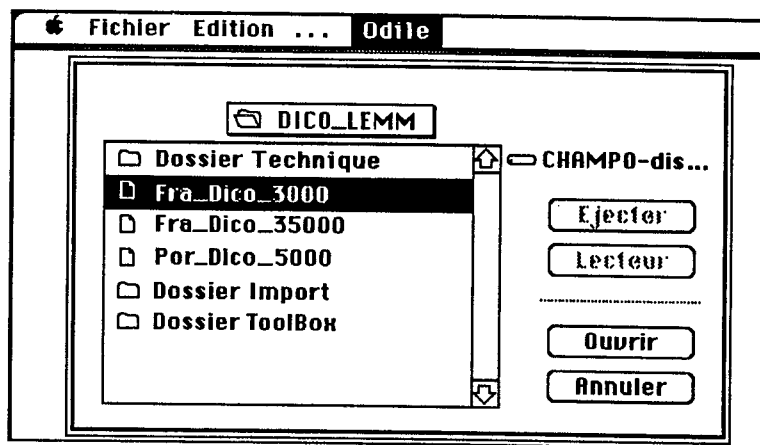 Fichier Edition ... Odile
DICO_LEMM
Dossier Technique
CHAMPO-dis...
Fra_Dico_3000
Fra_Dico_35000
Por_Dico_5000
Dossier Import
Dossier ToolBox
Ejecter
Lecteur
Ouvrir
Annuler